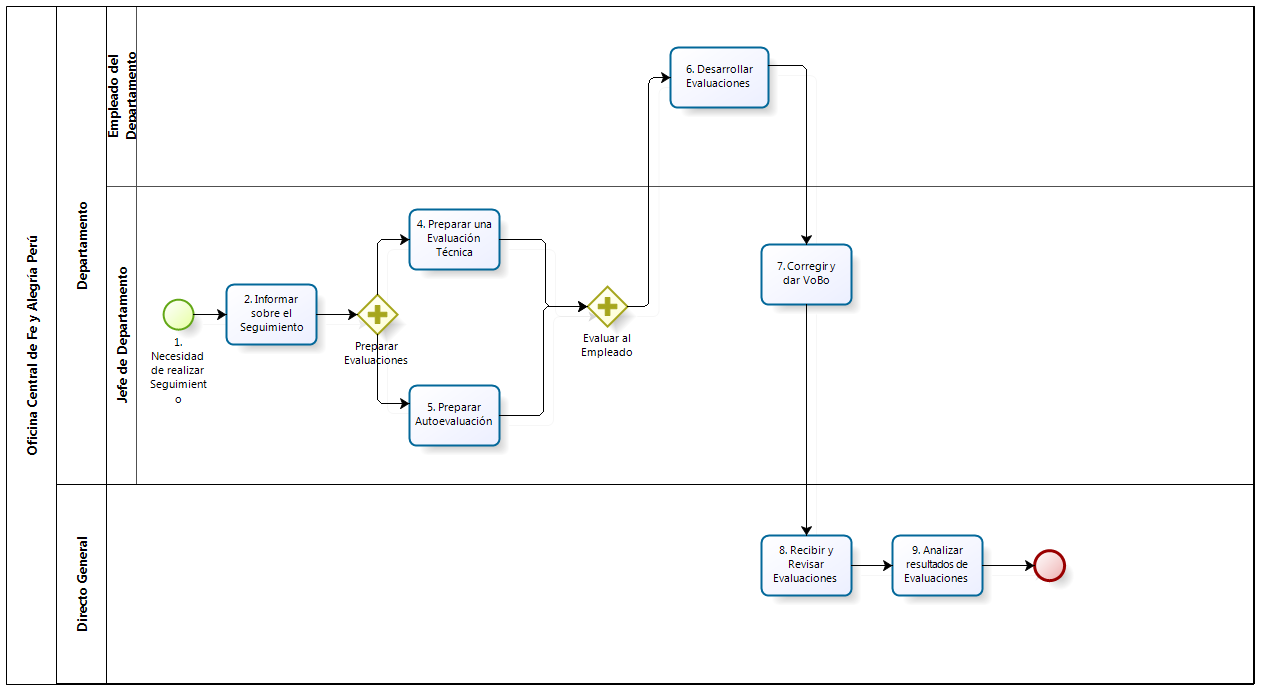 Oficina Central de Fe y Alegría Perú
Departamento
Empleado del
Departamento
6. Desarrollar
Evaluaciones
Jefe de Departamento
1.
Necesidad
de realizar
Seguimient
o
2. Informar
sobre el
Seguimiento
Preparar
Evaluaciones
4. Preparar una
Evaluación
Técnica
5. Preparar
Autoevaluación
Evaluar al
Empleado
7. Corregir y
dar VoBo
Directo General
8. Recibir y
Revisar
Evaluaciones
9. Analizar
resultados de
Evaluaciones